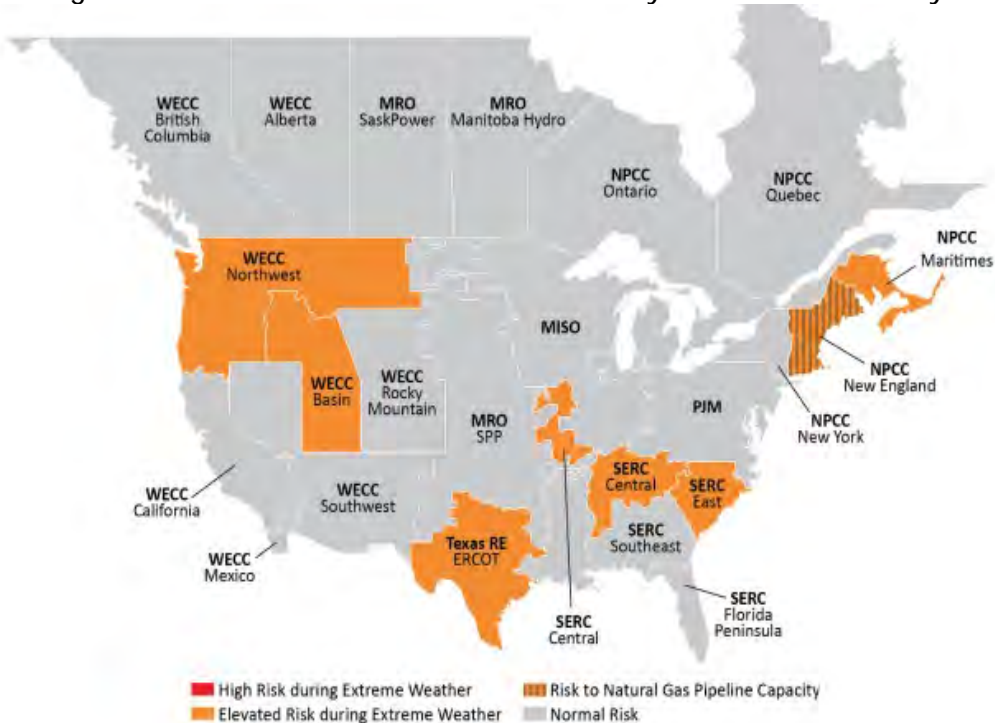 WECC
British
Columbia
WECC
Alberta
MRO
SaskPower
MRO
Manitoba Hydro
NPCC
Ontario
NPCC
Quebec
NPCC
Maritimes
WECC
Northwest
MISO
NPCC
New England
WECC
Basin
WECC
Rocky
Mountain
PJM
NPCC
New York
MRO
SPP
SERC
Central
SERC
East
WECC
California
WECC
Southwest
SERC
Southeast
Texas RE
ERCOT
WECC
Mexico
SERC
Central
SERC
Florida
Peninsula
High Risk during Extreme Weather
Risk to Natural Gas Pipeline Capacity
Elevated Risk during Extreme Weather
Normal Risk